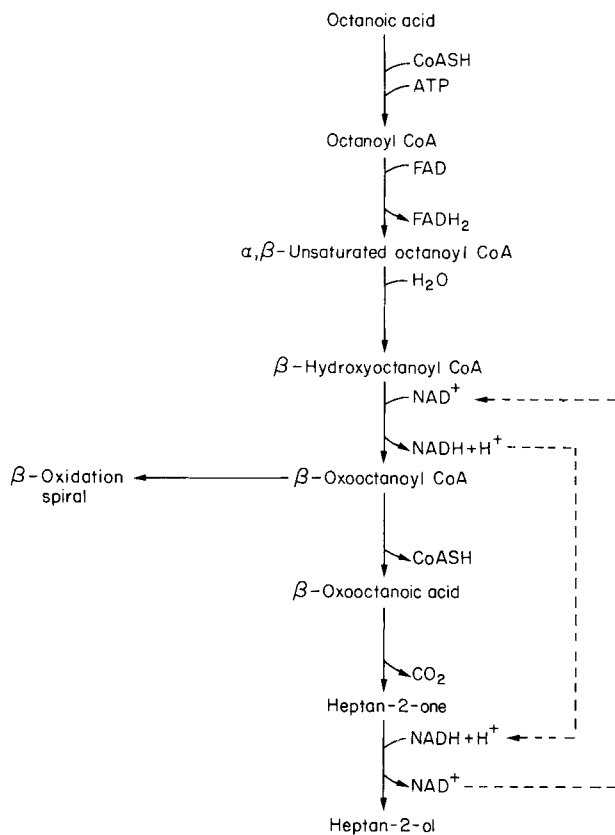 Octanoic acid
CoASH
ATP
Octanoyl CoA
FAD
FADH₂
α,β-Unsaturated octanoyl CoA
H₂O
β-Hydroxyoctanoyl CoA
NAD⁺
NADH+H⁺
β-Oxidation
spiral
β-Oxooctanoyl CoA
CoASH
β-Oxooctanoic acid
CO₂
Heptan-2-one
NADH+H⁺
NAD⁺
Heptan-2-ol